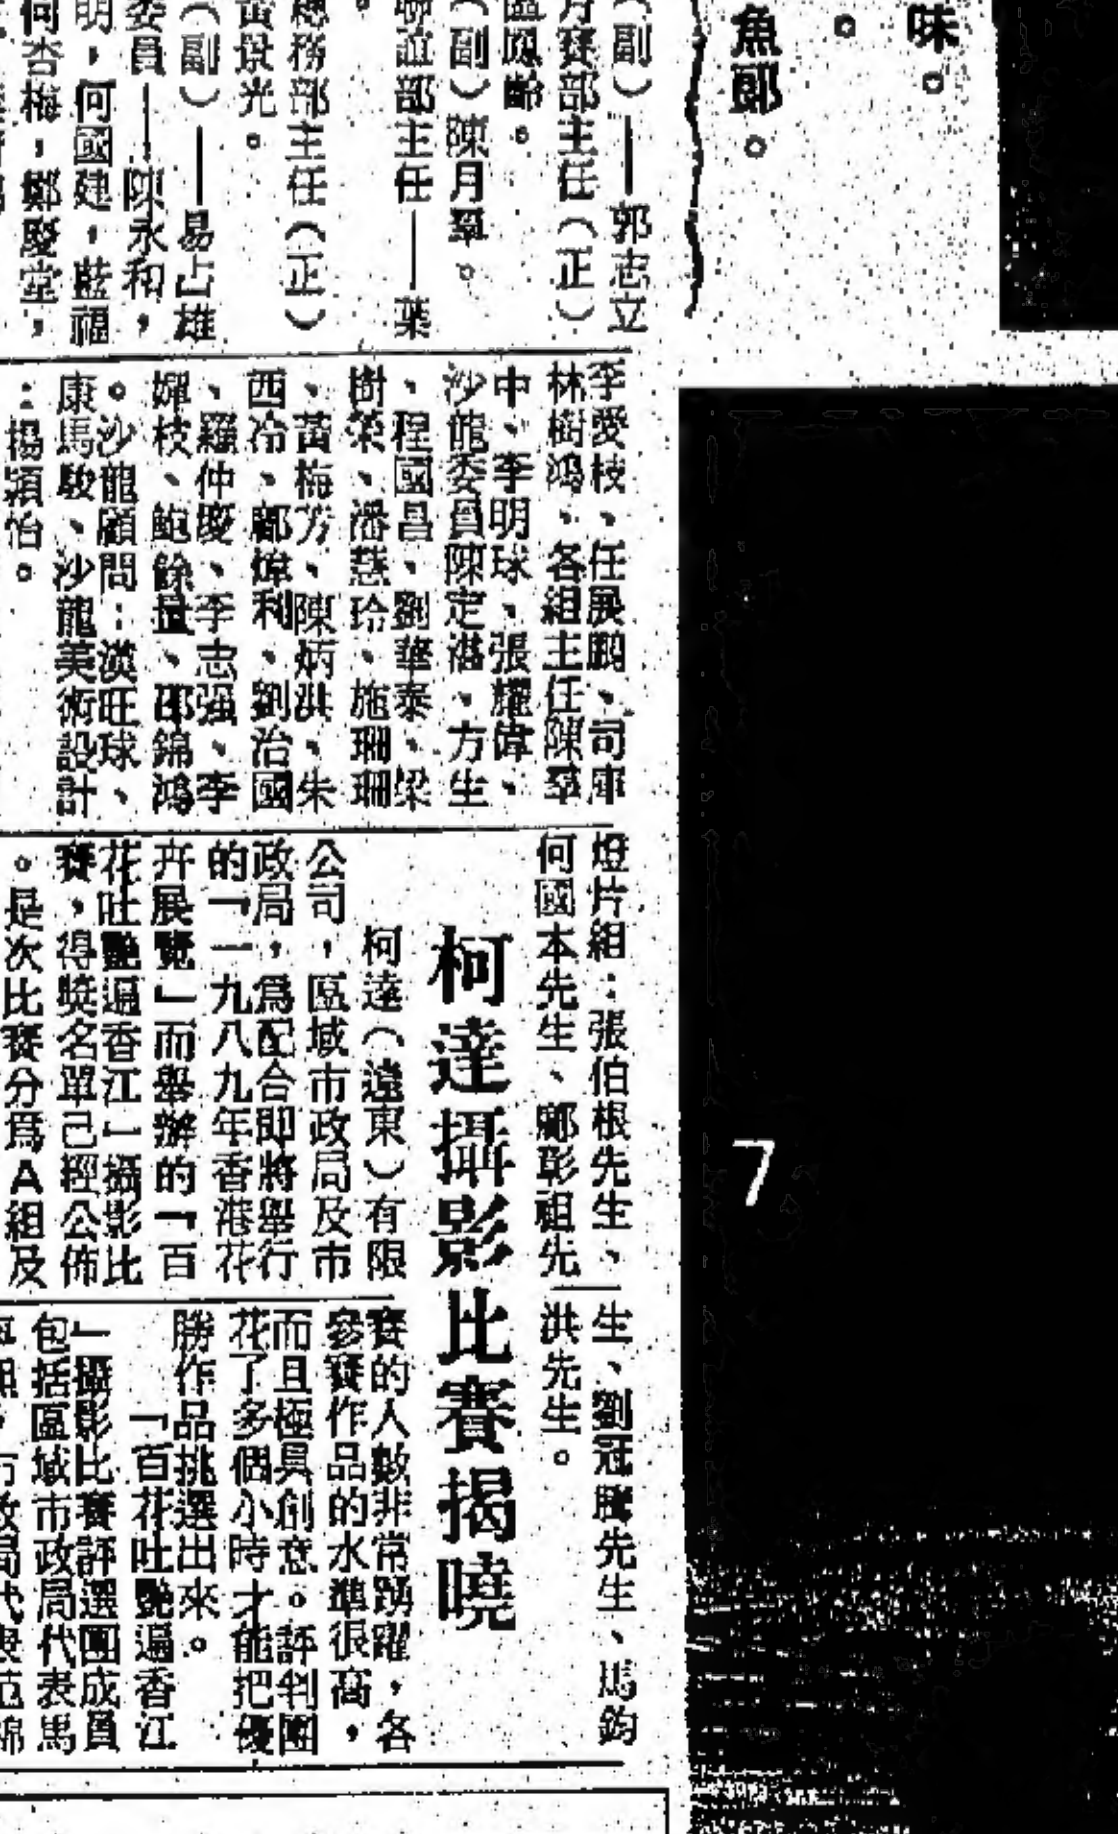 味。
。
魚郎。
（副）——郭志立
月賽部主任（正）
區鳳齡。
（副）陳月羣。
聯誼部主任——葉
。
總務部主任（正）
黃景光。
（副）——易占雄
委員——陳永和，
明，何國建，藍福
何杏梅，鄭慶堂，
李愛枝、任展鵬、司庫
林樹鴻、各組主任陳羣
中、李明球、張耀偉、
沙龍委員陳定湛、方生
、程國昌、劉華泰、梁
樹榮、潘慧玲、施珊珊
、黃梅芳、陳炳洪、朱
西冷、鄺煒利、劉治國
、羅仲慶、李志强、李
嬋枝、鮑餘量、邵錦鴻
。沙龍顧問：漢旺球、
康馬駿、沙龍美術設計
：揚潁怡。
燈片組：張伯根先生、
何國本先生、鄺彰祖先
生、劉冠騰先生、馬鈞
洪先生。
柯達攝影比賽揭曉
柯達（遠東）有限
公司，區域市政局及市
政局，爲配合即將舉行
的「一九八九年香港花
卉展覽」而舉辦的「百
花吐艷遍香江」攝影比
賽，得獎名單己經公佈
。是次比賽分爲A組及
賽的人數非常踴躍，各
參賽作品的水準很高，
而且極具創意。評判團
花了多個小時才能把優
勝作品挑選出來。
「百花吐艷遍香江
」攝影比賽評選團成員
包括區域市政局代表馬
7